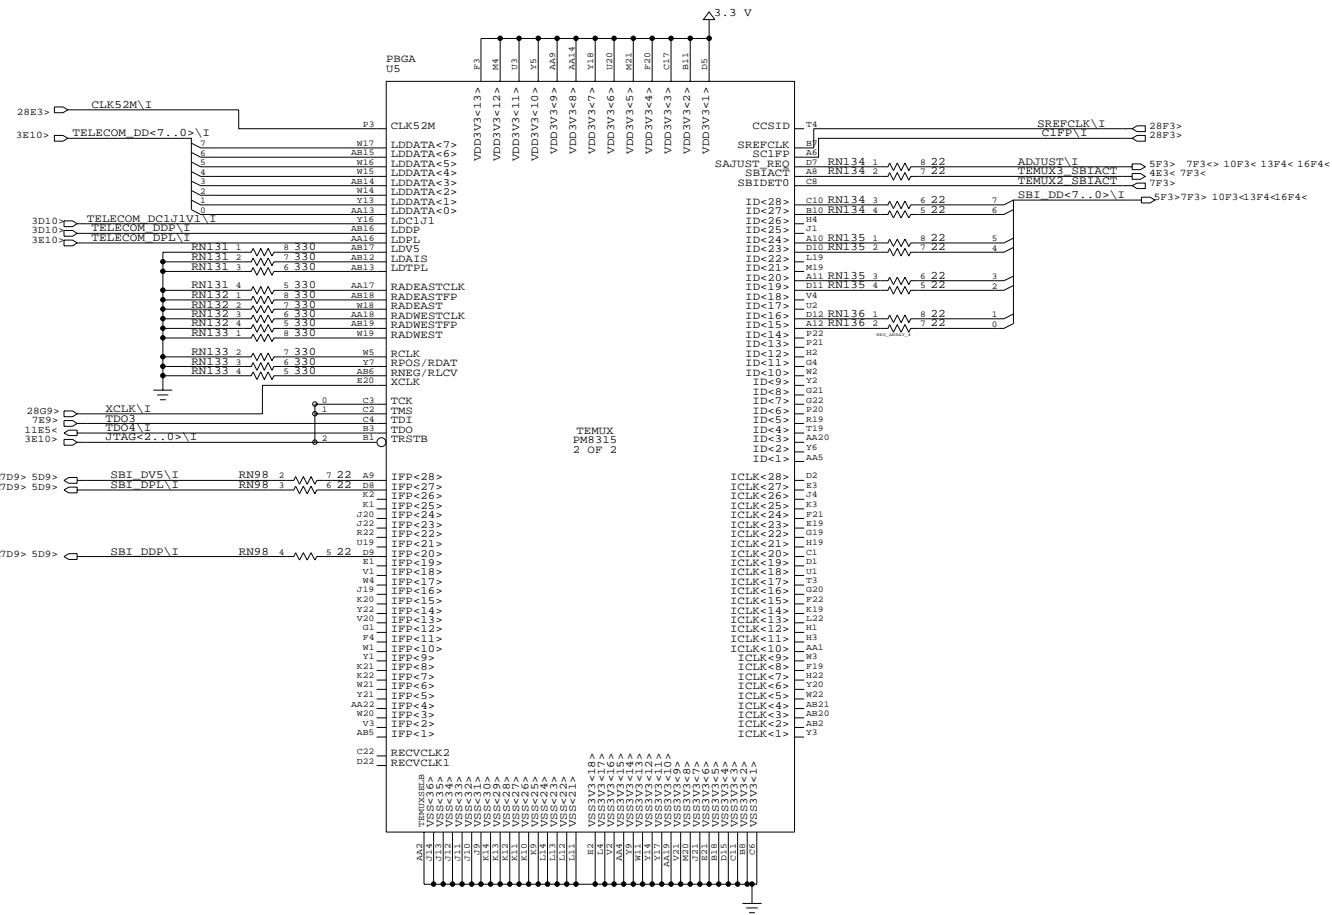 3.3 V
PBGA
U5
F3 M4 U3 Y5 AA9 AA14 Y18 U20 M21 F20 C17 B11 D5
VDD3V3<13> VDD3V3<12> VDD3V3<11> VDD3V3<10> VDD3V3<9> VDD3V3<8> VDD3V3<7> VDD3V3<6> VDD3V3<5> VDD3V3<4> VDD3V3<3> VDD3V3<2> VDD3V3<1>
28E3> CLK52M\I P3 CLK52M
3E10> TELECOM_DD<7..0>\I
7 W17 LDDATA<7>
6 AB15 LDDATA<6>
5 W16 LDDATA<5>
4 W15 LDDATA<4>
3 AB14 LDDATA<3>
2 W14 LDDATA<2>
1 Y13 LDDATA<1>
0 AA13 LDDATA<0>
3D10> TELECOM_DC1J1V1\I Y16 LDC1J1
3D10> TELECOM_DDP\I AB16 LDDP
3E10> TELECOM_DPL\I AA16 LDPL
RN131 1 8 330 AB17 LDV5
RN131 2 7 330 AB12 LDAIS
RN131 3 6 330 AB13 LDTPL
RN131 4 5 330 AA17 RADEASTCLK
RN132 1 8 330 AB18 RADEASTFP
RN132 2 7 330 W18 RADEAST
RN132 3 6 330 AA18 RADWESTCLK
RN132 4 5 330 AB19 RADWESTFP
RN133 1 8 330 W19 RADWEST
RN133 2 7 330 W5 RCLK
RN133 3 6 330 Y7 RPOS/RDAT
RN133 4 5 330 AB6 RNEG/RLCV
E20 XCLK
28G9> XCLK\I
0 C3 TCK
1 C2 TMS
7E9> TDO3 C4 TDI
11E5< TDO4\I B3 TDO
3E10> JTAG<2..0>\I 2 B1 TRSTB
7D9> 5D9> SBI_DV5\I RN98 2 7 22 A9 IFP<28>
7D9> 5D9> SBI_DPL\I RN98 3 6 22 D8 IFP<27>
K2 IFP<26>
K1 IFP<25>
J20 IFP<24>
J22 IFP<23>
R22 IFP<22>
U19 IFP<21>
7D9> 5D9> SBI_DDP\I RN98 4 5 22 D9 IFP<20>
E1 IFP<19>
V1 IFP<18>
W4 IFP<17>
J19 IFP<16>
K20 IFP<15>
Y22 IFP<14>
V20 IFP<13>
G1 IFP<12>
F4 IFP<11>
W1 IFP<10>
Y1 IFP<9>
K21 IFP<8>
K22 IFP<7>
W21 IFP<6>
Y21 IFP<5>
AA22 IFP<4>
W20 IFP<3>
V3 IFP<2>
AB5 IFP<1>
C22 RECVCLK2
D22 RECVCLK1
TEMUX
PM8315
2 OF 2
CCSID T4
SREFCLK B7 SREFCLK\I 28F3>
SC1FP A6 C1FP\I 28F3>
SAJUST_REQ D7 RN134 1 8 22 ADJUST\I 5F3> 7F3<> 10F3< 13F4< 16F4<
SBIACT A8 RN134 2 7 22 TEMUX3_SBIACT 4E3< 7F3<
SBIDET0 C8 TEMUX2_SBIACT 7F3>
SBI_DD<7..0>\I 5F3>7F3> 10F3<13F4<16F4<
ID<28> C10 RN134 3 6 22 7
ID<27> B10 RN134 4 5 22 6
ID<26> H4
ID<25> J1
ID<24> A10 RN135 1 8 22 5
ID<23> D10 RN135 2 7 22 4
ID<22> L19
ID<21> M19
ID<20> A11 RN135 3 6 22 3
ID<19> D11 RN135 4 5 22 2
ID<18> V4
ID<17> U2
ID<16> D12 RN136 1 8 22 1
ID<15> A12 RN136 2 7 22 0
ID<14> P22
ID<13> P21
ID<12> H2
ID<11> G4
ID<10> W2
ID<9> Y2
ID<8> G21
ID<7> G22
ID<6> P20
ID<5> R19
ID<4> T19
ID<3> AA20
ID<2> Y6
ID<1> AA5
ICLK<28> D2
ICLK<27> E3
ICLK<26> J4
ICLK<25> K3
ICLK<24> F21
ICLK<23> E19
ICLK<22> G19
ICLK<21> H19
ICLK<20> C1
ICLK<19> D1
ICLK<18> U1
ICLK<17> T3
ICLK<16> G20
ICLK<15> F22
ICLK<14> K19
ICLK<13> L22
ICLK<12> H1
ICLK<11> H3
ICLK<10> AA1
ICLK<9> W3
ICLK<8> F19
ICLK<7> H22
ICLK<6> Y20
ICLK<5> W22
ICLK<4> AB21
ICLK<3> AB20
ICLK<2> AB2
ICLK<1> Y3
TEMUXSELB VSS<36> VSS<35> VSS<34> VSS<33> VSS<32> VSS<31> VSS<30> VSS<29> VSS<28> VSS<27> VSS<26> VSS<25> VSS<24> VSS<23> VSS<22> VSS<21>
VSS3V3<18> VSS3V3<17> VSS3V3<16> VSS3V3<15> VSS3V3<14> VSS3V3<13> VSS3V3<12> VSS3V3<11> VSS3V3<10> VSS3V3<9> VSS3V3<8> VSS3V3<7> VSS3V3<6> VSS3V3<5> VSS3V3<4> VSS3V3<3> VSS3V3<2> VSS3V3<1>
AA2 J14 J13 J12 J11 J10 J9 K14 K13 K12 K11 K10 K9 L14 L13 L12 L11
E2 L4 V2 AA4 Y9 W11 Y14 Y17 AA19 V21 M20 J21 E21 B18 D15 C11 B8 C6